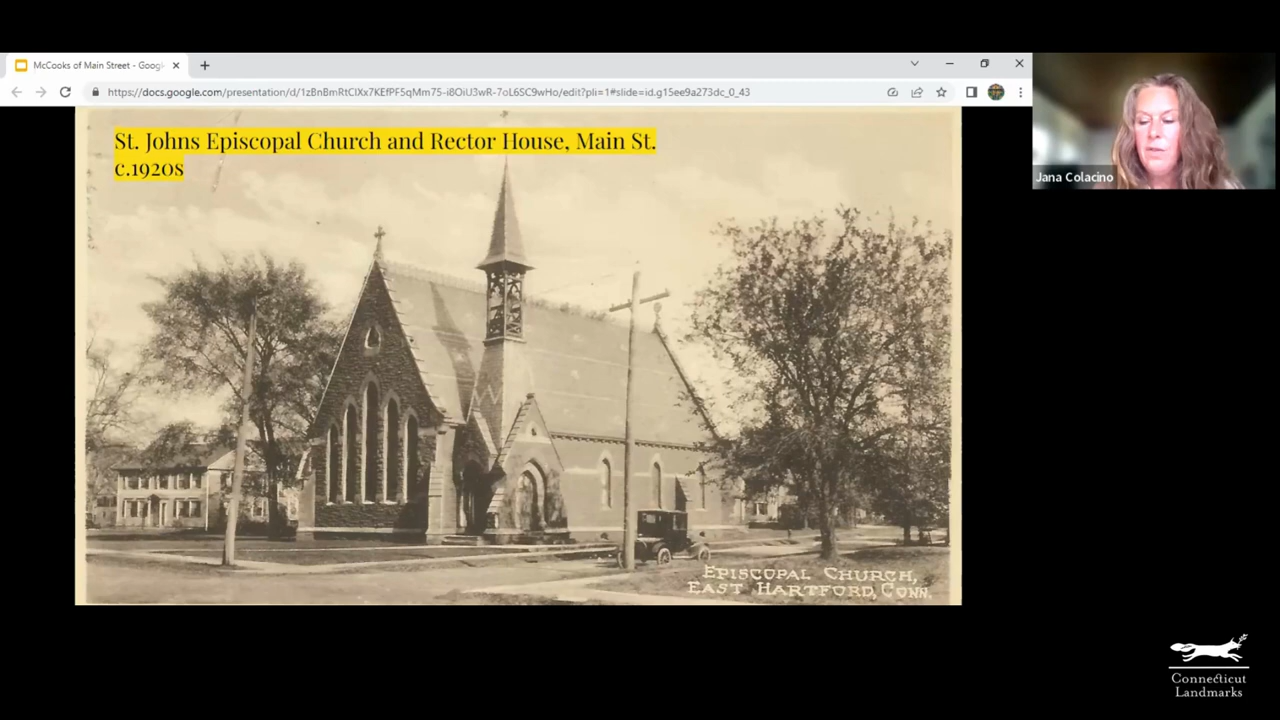 McCooks of Main Street - Googl
https://docs.google.com/presentation/d/1zBnBmRtClXx7KEfPF5qMm75-i8OiU3wR-7oL6SC9wHo/edit?pli=1#slide=id.g15ee9a273dc_0_43
St. Johns Episcopal Church and Rector House, Main St.
c.1920s
Jana Colacino
EPISCOPAL CHURCH,
EAST HARTFORD, CONN.
Connecticut
Landmarks